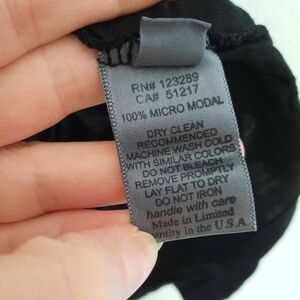 RN# 123289
CA# 51217
100% MICRO MODAL
DRY CLEAN
RECOMMENDED
MACHINE WASH COLD
WITH SIMILAR COLORS
DO NOT BLEACH
REMOVE PROMPTLY
LAY FLAT TO DRY
DO NOT IRON
handle with care
Made in Limited
antity in the U.S.A